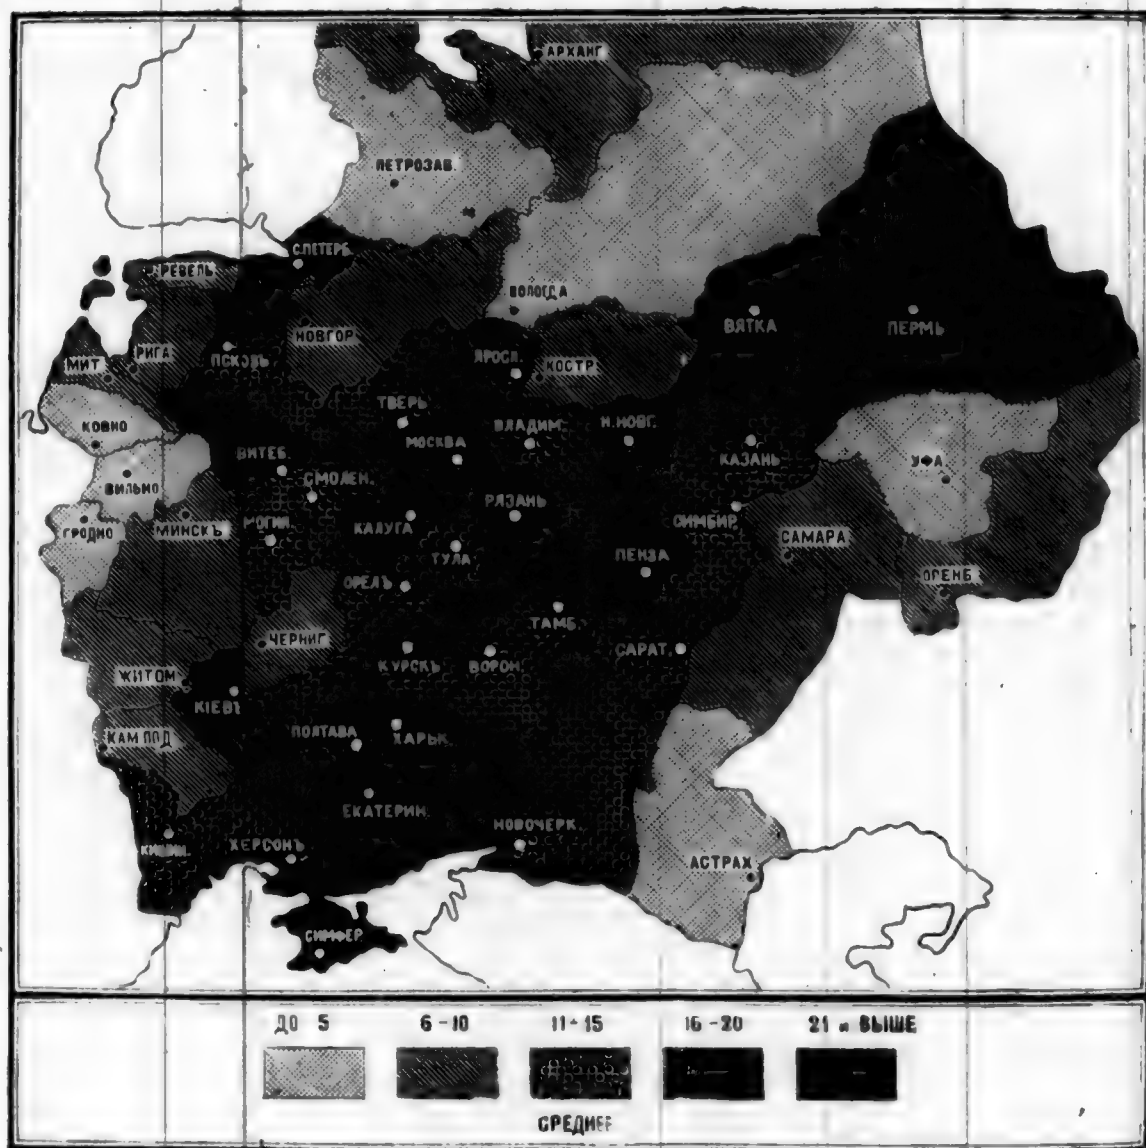 АРХАНГ
ПЕТРОЗАВ.
С.ПЕТЕРБ.
РЕВЕЛЬ
ВОЛОГДА
ВЯТКА
ПЕРМЬ
НОВГОР
ПСКОВЪ
РИГА
МИТ
ЯРОСЛ.
КОСТР
ТВЕРЬ
КОВНО
МОСКВА
ВЛАДИМ.
Н.НОВГ.
ВИТЕБ.
КАЗАНЬ
УФА
ВИЛЬНО
СМОЛЕН.
РЯЗАНЬ
СИМБИР.
ГРОДНО
МИНСКЪ
МОГИЛ.
КАЛУГА
ТУЛА
САМАРА
ПЕНЗА
ОРЕЛЪ
ОРЕНБ
ТАМБ.
ЧЕРНИГ
КУРСКЪ
ВОРОН.
САРАТ.
ЖИТОМ
КІЕВЪ
КАМ ПОД
ПОЛТАВА
ХАРЬК.
ЕКАТЕРИН.
НОВОЧЕРК.
КИШИН.
ХЕРСОНЪ
АСТРАХ
СИМФЕР.
ДО 5 6-10 11-15 16-20 21 и ВЫШЕ
СРЕДНЕЕ